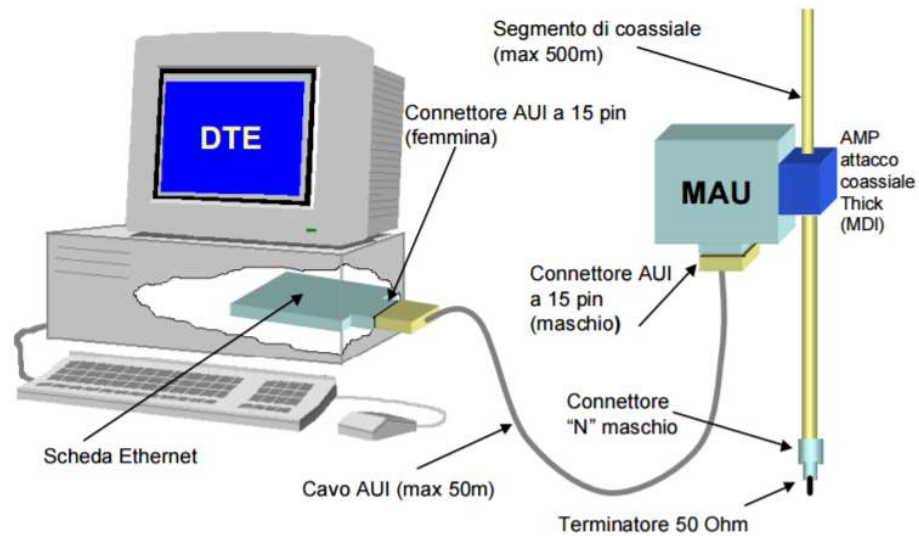 Segmento di coassiale
(max 500m)
Connettore AUI a 15 pin
(femmina)
DTE
AMP
attacco
coassiale
Thick
(MDI)
MAU
Connettore AUI
a 15 pin
(maschio)
Connettore
“N” maschio
Scheda Ethernet
Cavo AUI (max 50m)
Terminatore 50 Ohm